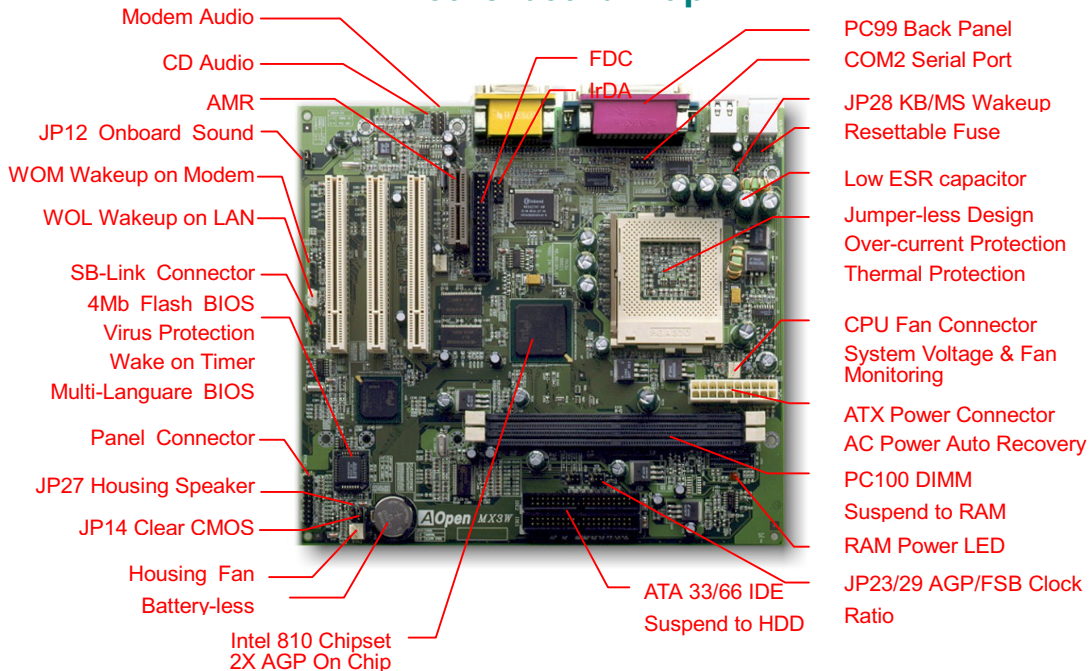 Modem Audio
CD Audio
AMR
JP12 Onboard Sound
WOM Wakeup on Modem
WOL Wakeup on LAN
SB-Link Connector
4Mb Flash BIOS
Virus Protection
Wake on Timer
Multi-Languare BIOS
Panel Connector
JP27 Housing Speaker
JP14 Clear CMOS
Housing Fan
Battery-less
Intel 810 Chipset
2X AGP On Chip
FDC
IrDA
PC99 Back Panel
COM2 Serial Port
JP28 KB/MS Wakeup
Resettable Fuse
Low ESR capacitor
Jumper-less Design
Over-current Protection
Thermal Protection
CPU Fan Connector
System Voltage & Fan
Monitoring
ATX Power Connector
AC Power Auto Recovery
PC100 DIMM
Suspend to RAM
RAM Power LED
JP23/29 AGP/FSB Clock
Ratio
ATA 33/66 IDE
Suspend to HDD
AOpen MX3W